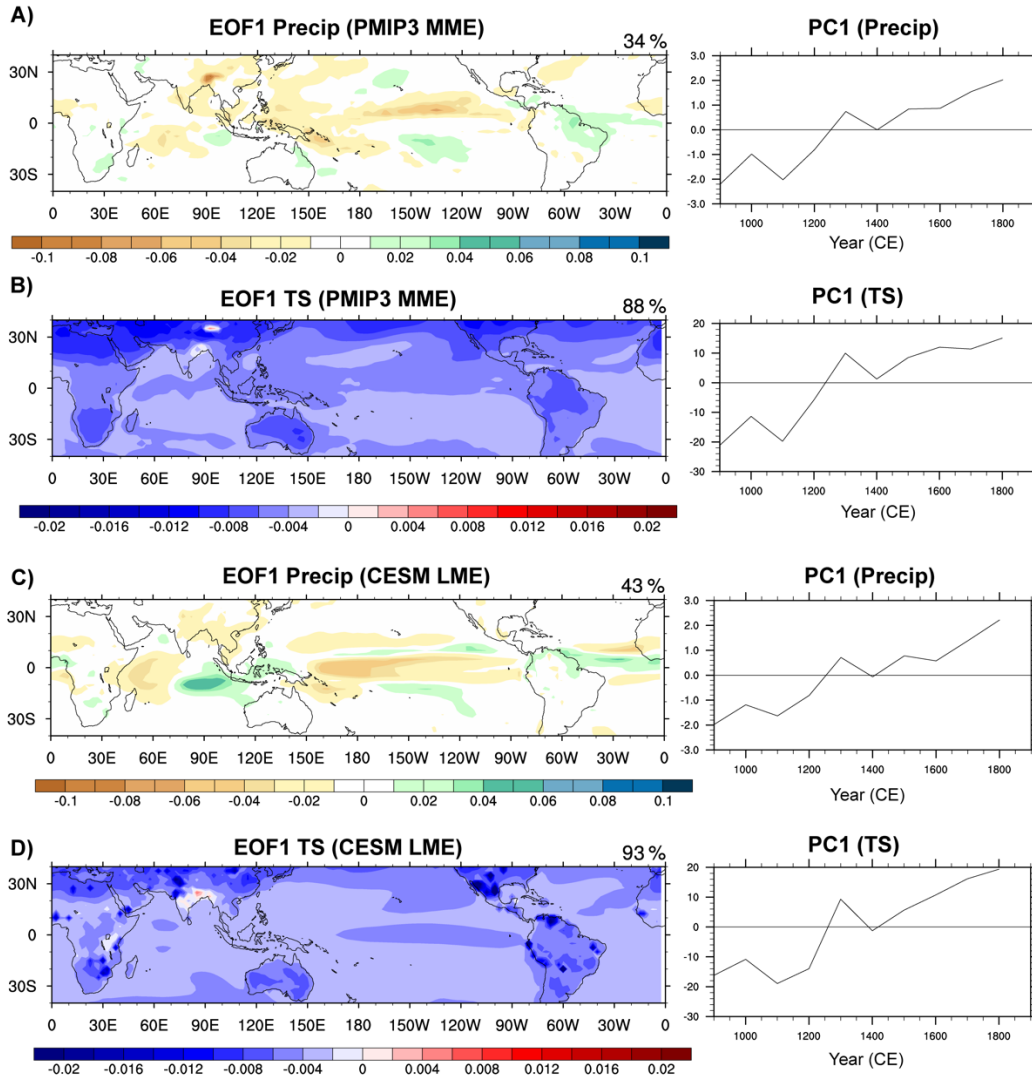 A)
EOF1 Precip (PMIP3 MME)
34 %
30N
0
30S
0 30E 60E 90E 120E 150E 180 150W 120W 90W 60W 30W 0
-0.1 -0.08 -0.06 -0.04 -0.02 0 0.02 0.04 0.06 0.08 0.1
PC1 (Precip)
3.0
2.0
1.0
0.0
-1.0
-2.0
-3.0
1000 1200 1400 1600 1800
Year (CE)
B)
EOF1 TS (PMIP3 MME)
88 %
30N
0
30S
0 30E 60E 90E 120E 150E 180 150W 120W 90W 60W 30W 0
-0.02 -0.016 -0.012 -0.008 -0.004 0 0.004 0.008 0.012 0.016 0.02
PC1 (TS)
20
10
0
-10
-20
-30
1000 1200 1400 1600 1800
Year (CE)
C)
EOF1 Precip (CESM LME)
43 %
30N
0
30S
0 30E 60E 90E 120E 150E 180 150W 120W 90W 60W 30W 0
-0.1 -0.08 -0.06 -0.04 -0.02 0 0.02 0.04 0.06 0.08 0.1
PC1 (Precip)
3.0
2.0
1.0
0.0
-1.0
-2.0
-3.0
1000 1200 1400 1600 1800
Year (CE)
D)
EOF1 TS (CESM LME)
93 %
30N
0
30S
0 30E 60E 90E 120E 150E 180 150W 120W 90W 60W 30W 0
-0.02 -0.016 -0.012 -0.008 -0.004 0 0.004 0.008 0.012 0.016 0.02
PC1 (TS)
20
10
0
-10
-20
-30
1000 1200 1400 1600 1800
Year (CE)